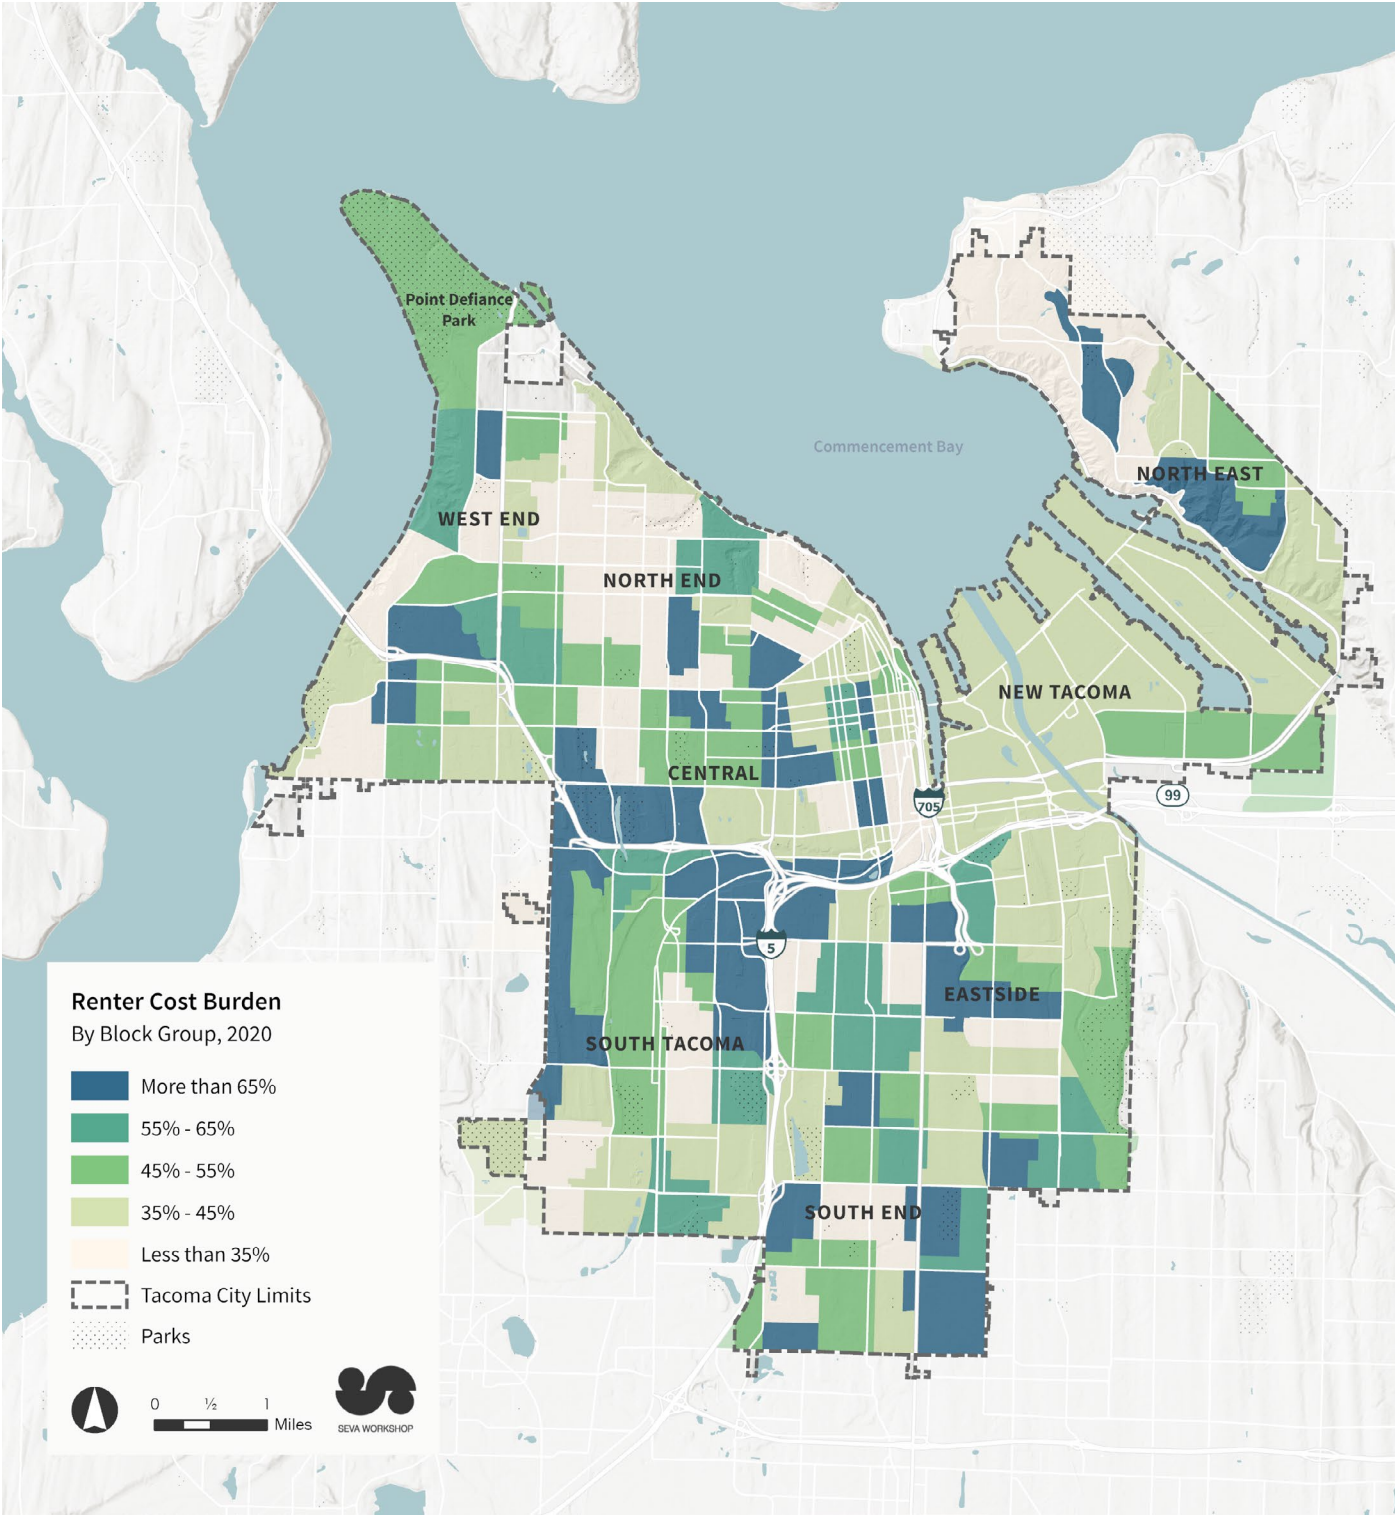 Point Defiance
Park
Commencement Bay
NORTH EAST
WEST END
NORTH END
NEW TACOMA
CENTRAL
705
99
5
EASTSIDE
SOUTH TACOMA
SOUTH END
Renter Cost Burden
By Block Group, 2020
More than 65%
55% - 65%
45% - 55%
35% - 45%
Less than 35%
Tacoma City Limits
Parks
0 ½ 1
Miles
SEVA WORKSHOP